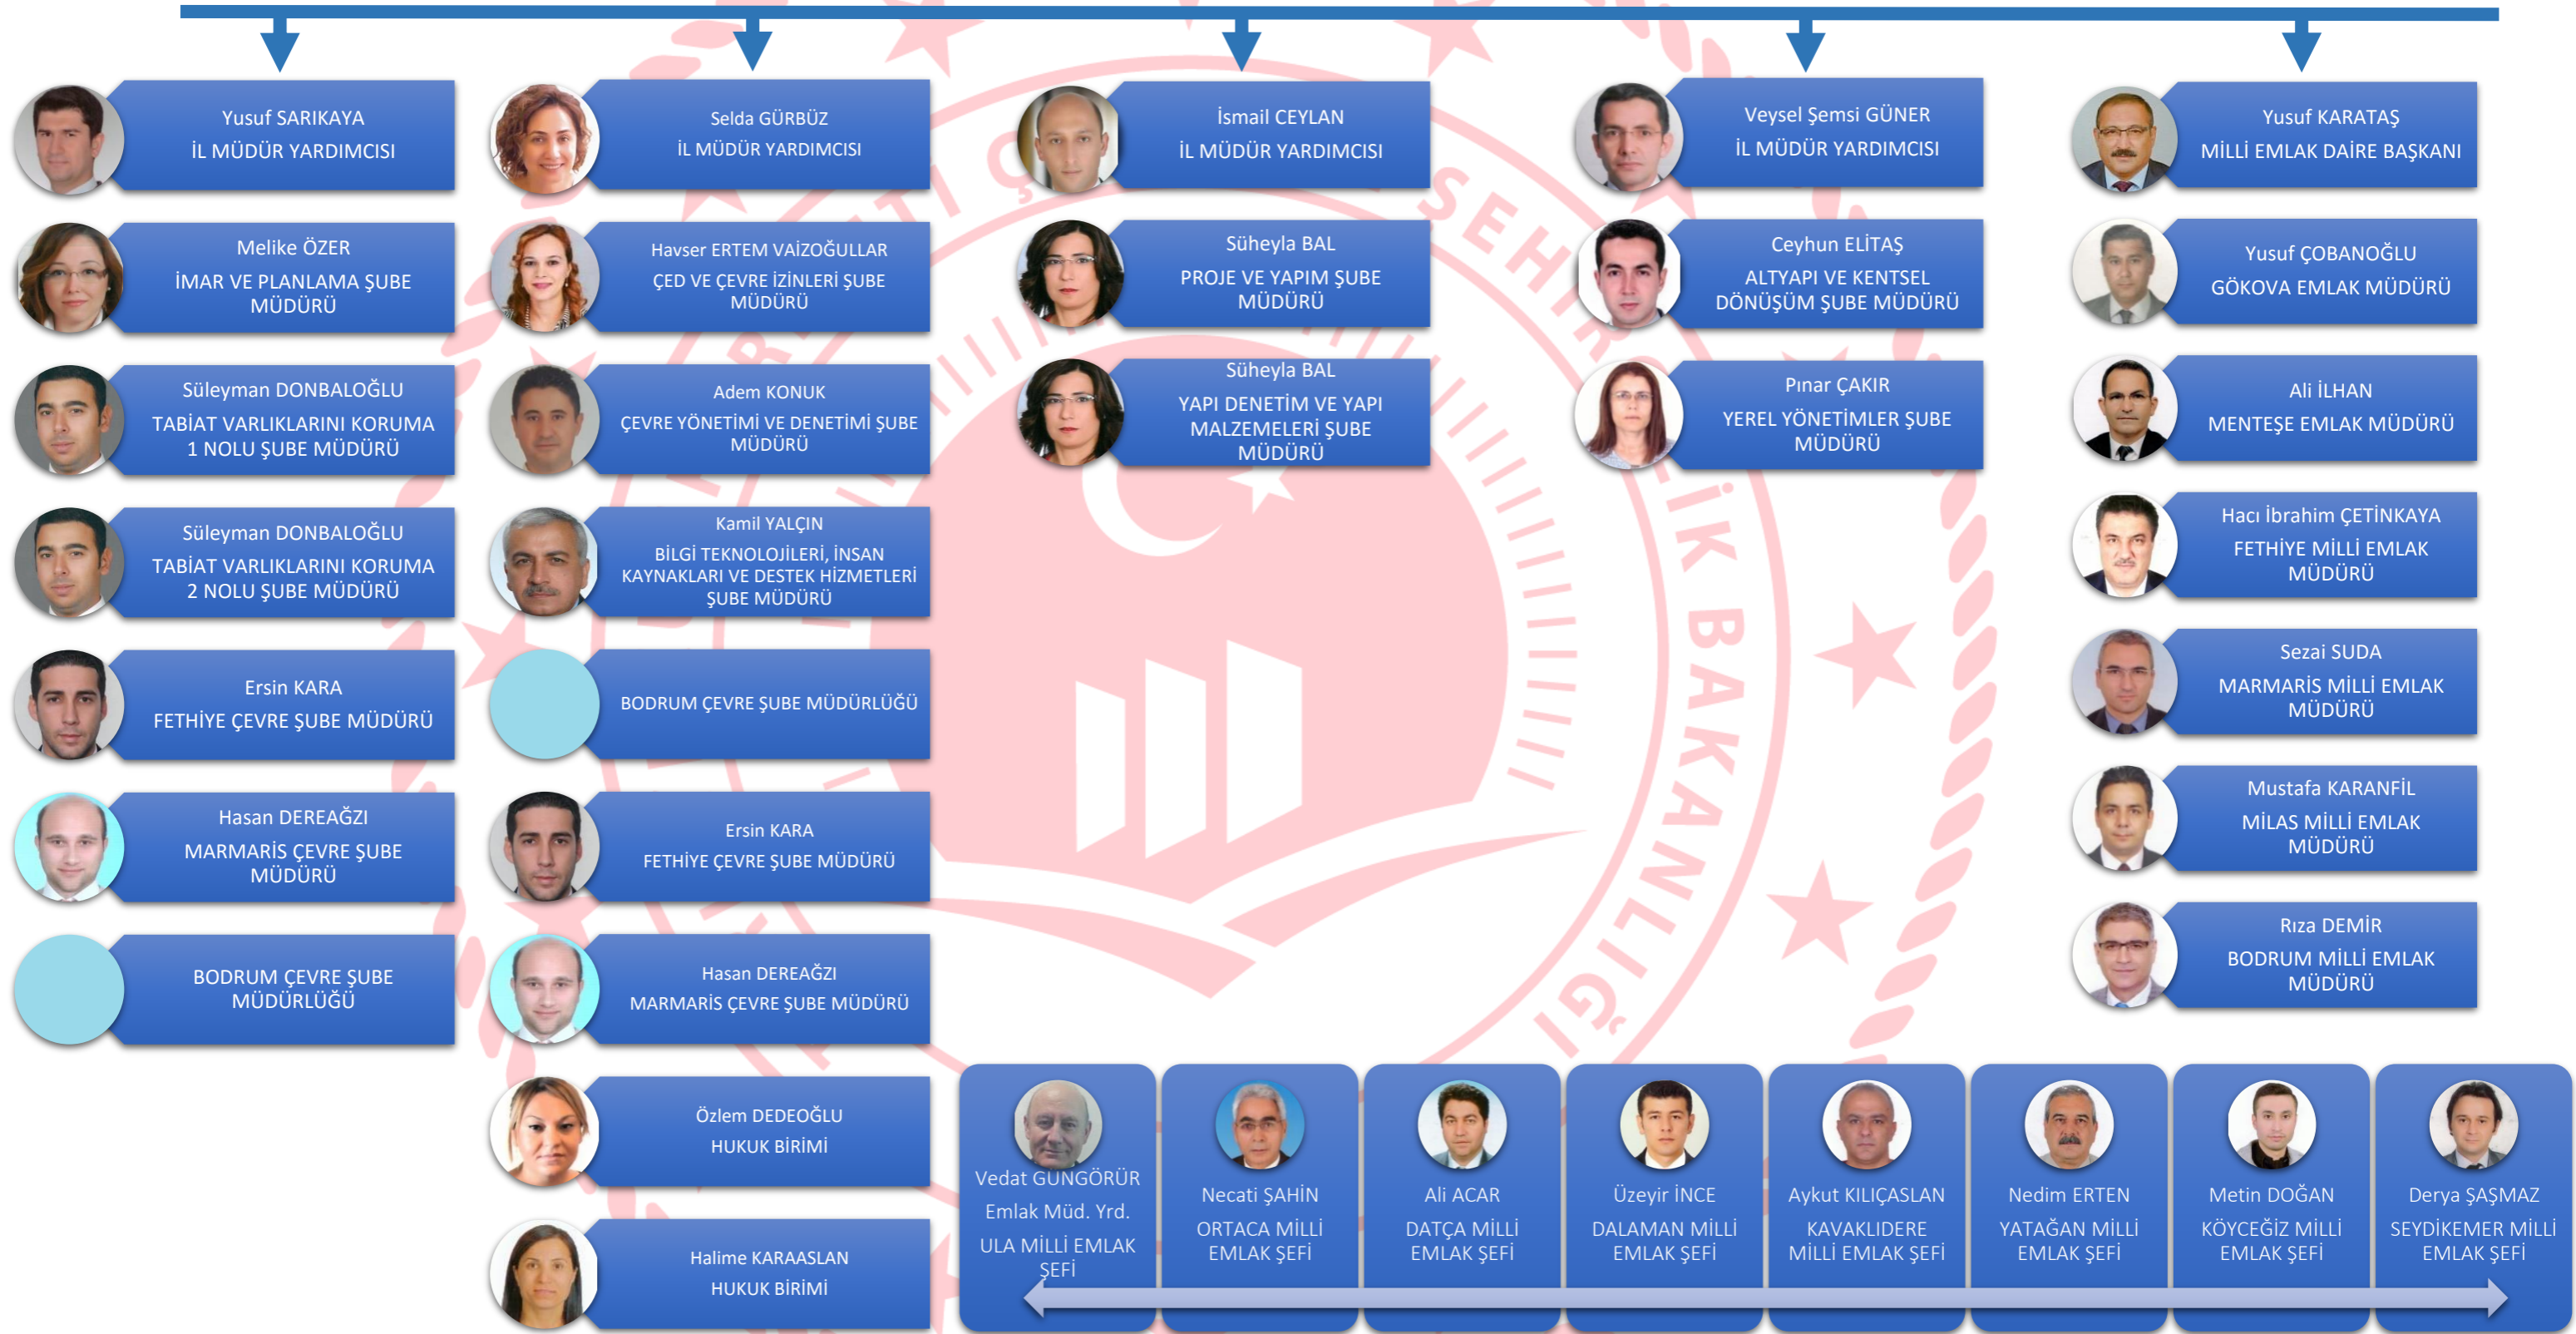 Yusuf SARIKAYA
İL MÜDÜR YARDIMCISI
Melike ÖZER
İMAR VE PLANLAMA ŞUBE
MÜDÜRÜ
Süleyman DONBALOĞLU
TABİAT VARLIKLARINI KORUMA
1 NOLU ŞUBE MÜDÜRÜ
Süleyman DONBALOĞLU
TABİAT VARLIKLARINI KORUMA
2 NOLU ŞUBE MÜDÜRÜ
Ersin KARA
FETHİYE ÇEVRE ŞUBE MÜDÜRÜ
Hasan DEREAĞZI
MARMARİS ÇEVRE ŞUBE
MÜDÜRÜ
BODRUM ÇEVRE ŞUBE
MÜDÜRLÜĞÜ
Selda GÜRBÜZ
İL MÜDÜR YARDIMCISI
Havser ERTEM VAİZOĞULLAR
ÇED VE ÇEVRE İZİNLERİ ŞUBE
MÜDÜRÜ
Adem KONUK
ÇEVRE YÖNETİMİ VE DENETİMİ ŞUBE
MÜDÜRÜ
Kamil YALÇIN
BİLGİ TEKNOLOJİLERİ, İNSAN
KAYNAKLARI VE DESTEK HİZMETLERİ
ŞUBE MÜDÜRÜ
BODRUM ÇEVRE ŞUBE MÜDÜRLÜĞÜ
Ersin KARA
FETHİYE ÇEVRE ŞUBE MÜDÜRÜ
Hasan DEREAĞZI
MARMARİS ÇEVRE ŞUBE MÜDÜRÜ
Özlem DEDEOĞLU
HUKUK BİRİMİ
Halime KARAASLAN
HUKUK BİRİMİ
İsmail CEYLAN
İL MÜDÜR YARDIMCISI
Süheyla BAL
PROJE VE YAPIM ŞUBE
MÜDÜRÜ
Süheyla BAL
YAPI DENETİM VE YAPI
MALZEMELERİ ŞUBE
MÜDÜRÜ
Veysel Şemsi GÜNER
İL MÜDÜR YARDIMCISI
Ceyhun ELİTAŞ
ALTYAPI VE KENTSEL
DÖNÜŞÜM ŞUBE MÜDÜRÜ
Pınar ÇAKIR
YEREL YÖNETİMLER ŞUBE
MÜDÜRÜ
Yusuf KARATAŞ
MİLLİ EMLAK DAİRE BAŞKANI
Yusuf ÇOBANOĞLU
GÖKOVA EMLAK MÜDÜRÜ
Ali İLHAN
MENTEŞE EMLAK MÜDÜRÜ
Hacı İbrahim ÇETİNKAYA
FETHİYE MİLLİ EMLAK
MÜDÜRÜ
Sezai SUDA
MARMARİS MİLLİ EMLAK
MÜDÜRÜ
Mustafa KARANFİL
MİLAS MİLLİ EMLAK
MÜDÜRÜ
Rıza DEMİR
BODRUM MİLLİ EMLAK
MÜDÜRÜ
Vedat GÜNGÖRÜR
Emlak Müd. Yrd.
ULA MİLLİ EMLAK
ŞEFİ
Necati ŞAHİN
ORTACA MİLLİ
EMLAK ŞEFİ
Ali ACAR
DATÇA MİLLİ
EMLAK ŞEFİ
Üzeyir İNCE
DALAMAN MİLLİ
EMLAK ŞEFİ
Aykut KILIÇASLAN
KAVAKLIDERE
MİLLİ EMLAK ŞEFİ
Nedim ERTEN
YATAĞAN MİLLİ
EMLAK ŞEFİ
Metin DOĞAN
KÖYCEĞİZ MİLLİ
EMLAK ŞEFİ
Derya ŞAŞMAZ
SEYDİKEMER MİLLİ
EMLAK ŞEFİ
BAKANLIĞI